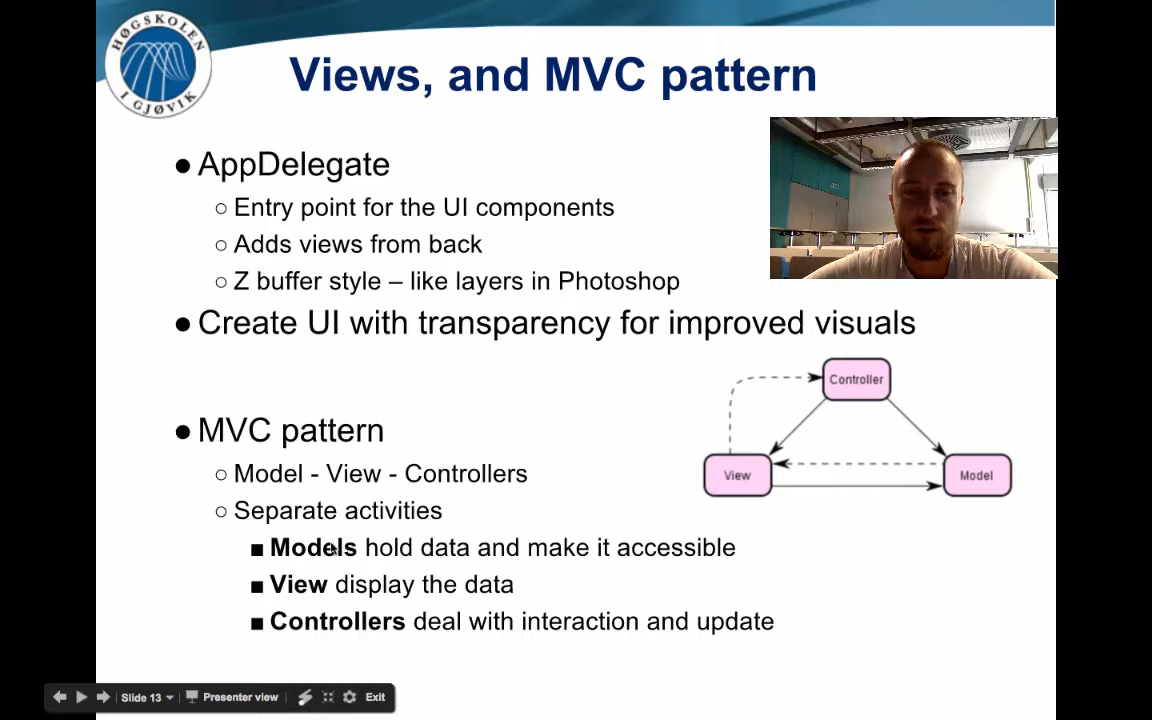 HØGSKOLEN
I GJØVIK
Views, and MVC pattern
● AppDelegate
○ Entry point for the UI components
○ Adds views from back
○ Z buffer style – like layers in Photoshop
● Create UI with transparency for improved visuals
Controller
View
Model
● MVC pattern
○ Model - View - Controllers
○ Separate activities
■ Models hold data and make it accessible
■ View display the data
■ Controllers deal with interaction and update
Slide 13
Presenter view
Exit